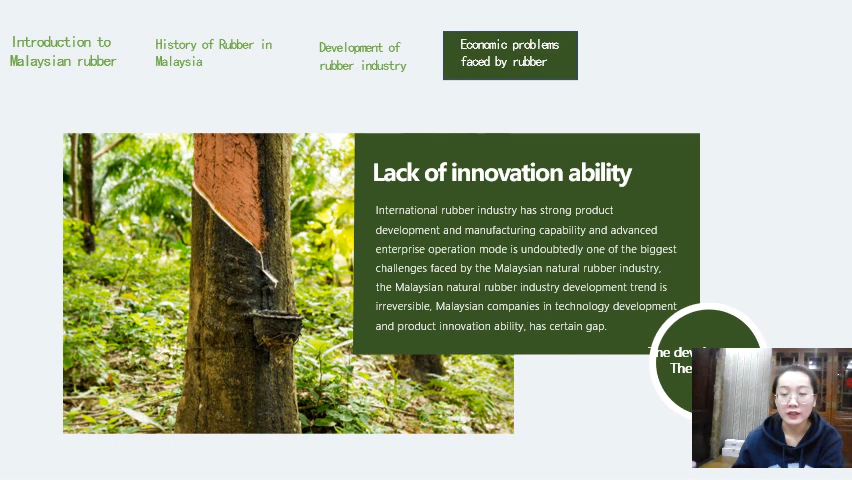 Introduction to
Malaysian rubber
History of Rubber in
Malaysia
Development of
rubber industry
Economic problems
faced by rubber
Lack of innovation ability
International rubber industry has strong product
development and manufacturing capability and advanced
enterprise operation mode is undoubtedly one of the biggest
challenges faced by the Malaysian natural rubber industry,
the Malaysian natural rubber industry development trend is
irreversible, Malaysian companies in technology development
and product innovation ability, has certain gap.
The
The